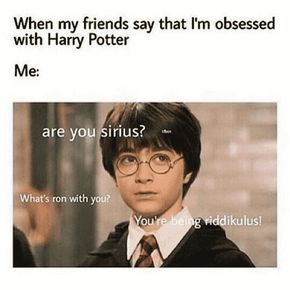 When my friends say that I'm obsessed
with Harry Potter
Me:
are you sirius?
What's ron with you?
You're being riddikulus!